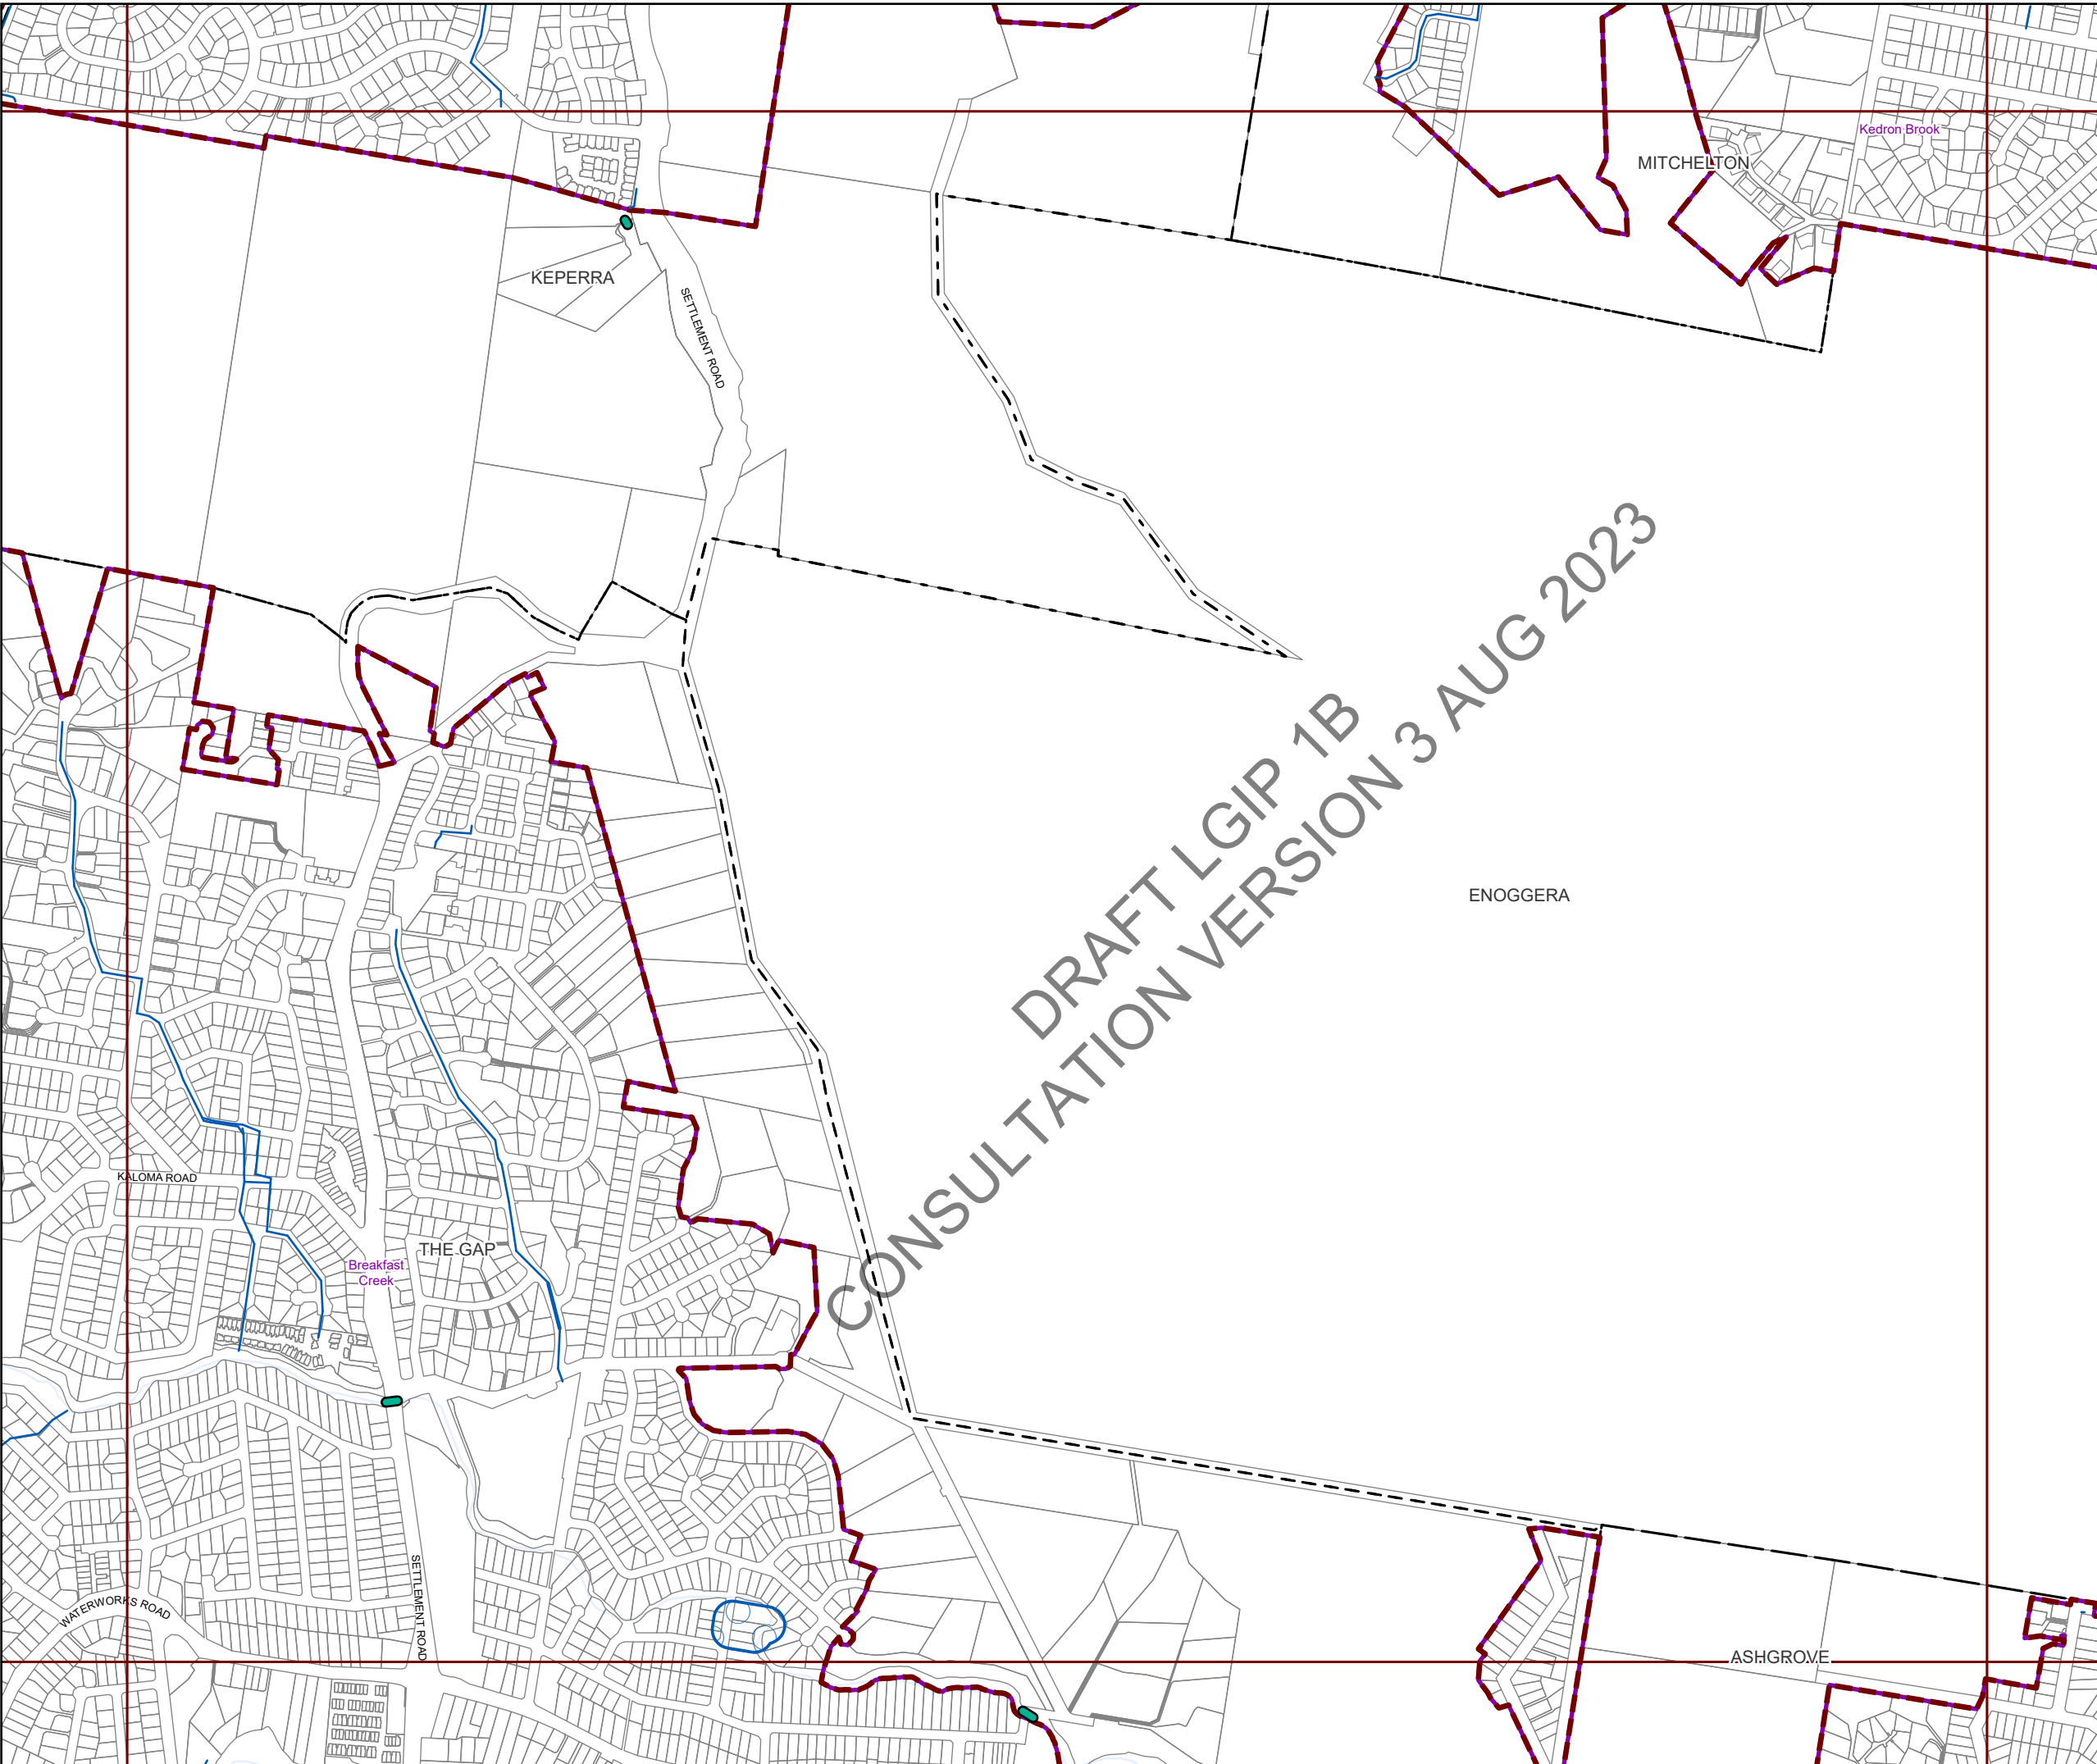 Kedron Brook
MITCHELTON
KEPERRA
SETTLEMENT ROAD
DRAFT LGIP 1B
CONSULTATION VERSION 3 AUG 2023
ENOGGERA
KALOMA ROAD
THE GAP
Breakfast
Creek
SETTLEMENT ROAD
WATERWORKS ROAD
ASHGROVE